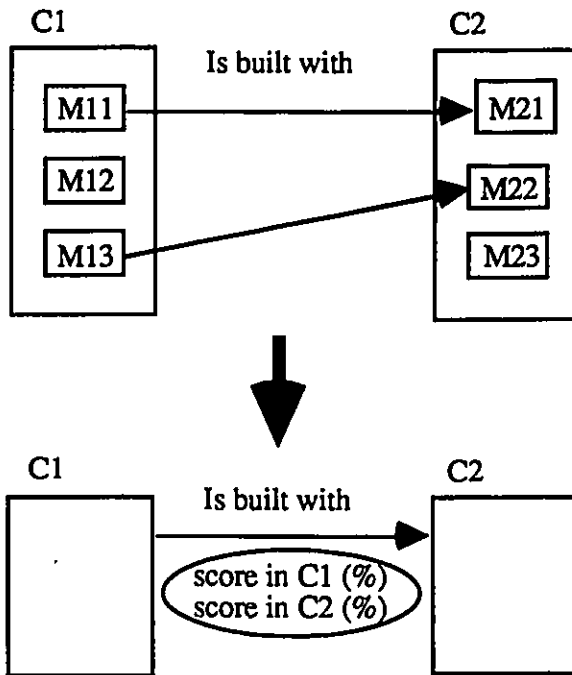 C1
C2
Is built with
M11
M21
M12
M22
M13
M23
C1
C2
Is built with
score in C1 (%)
score in C2 (%)